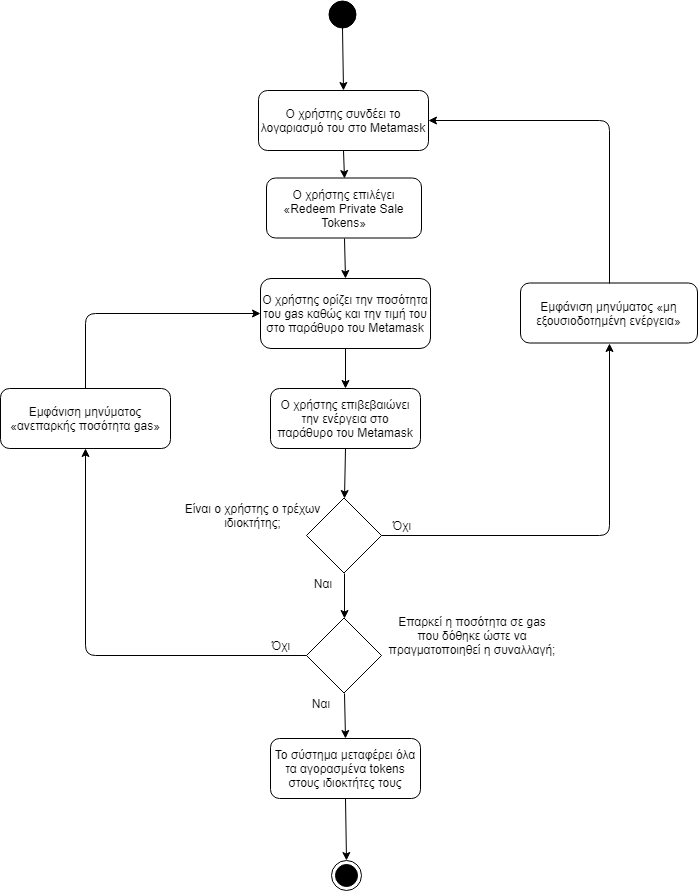 Ο χρήστης συνδέει το
λογαριασμό του στο Metamask
Ο χρήστης επιλέγει
«Redeem Private Sale
Tokens»
Ο χρήστης ορίζει την ποσότητα
του gas καθώς και την τιμή του
στο παράθυρο του Metamask
Εμφάνιση μηνύματος «μη
εξουσιοδοτημένη ενέργεια»
Εμφάνιση μηνύματος
«ανεπαρκής ποσότητα gas»
Ο χρήστης επιβεβαιώνει
την ενέργεια στο
παράθυρο του Metamask
Είναι ο χρήστης ο τρέχων
ιδιοκτήτης;
Όχι
Ναι
Επαρκεί η ποσότητα σε gas
που δόθηκε ώστε να
πραγματοποιηθεί η συναλλαγή;
Όχι
Ναι
Το σύστημα μεταφέρει όλα
τα αγορασμένα tokens
στους ιδιοκτήτες τους